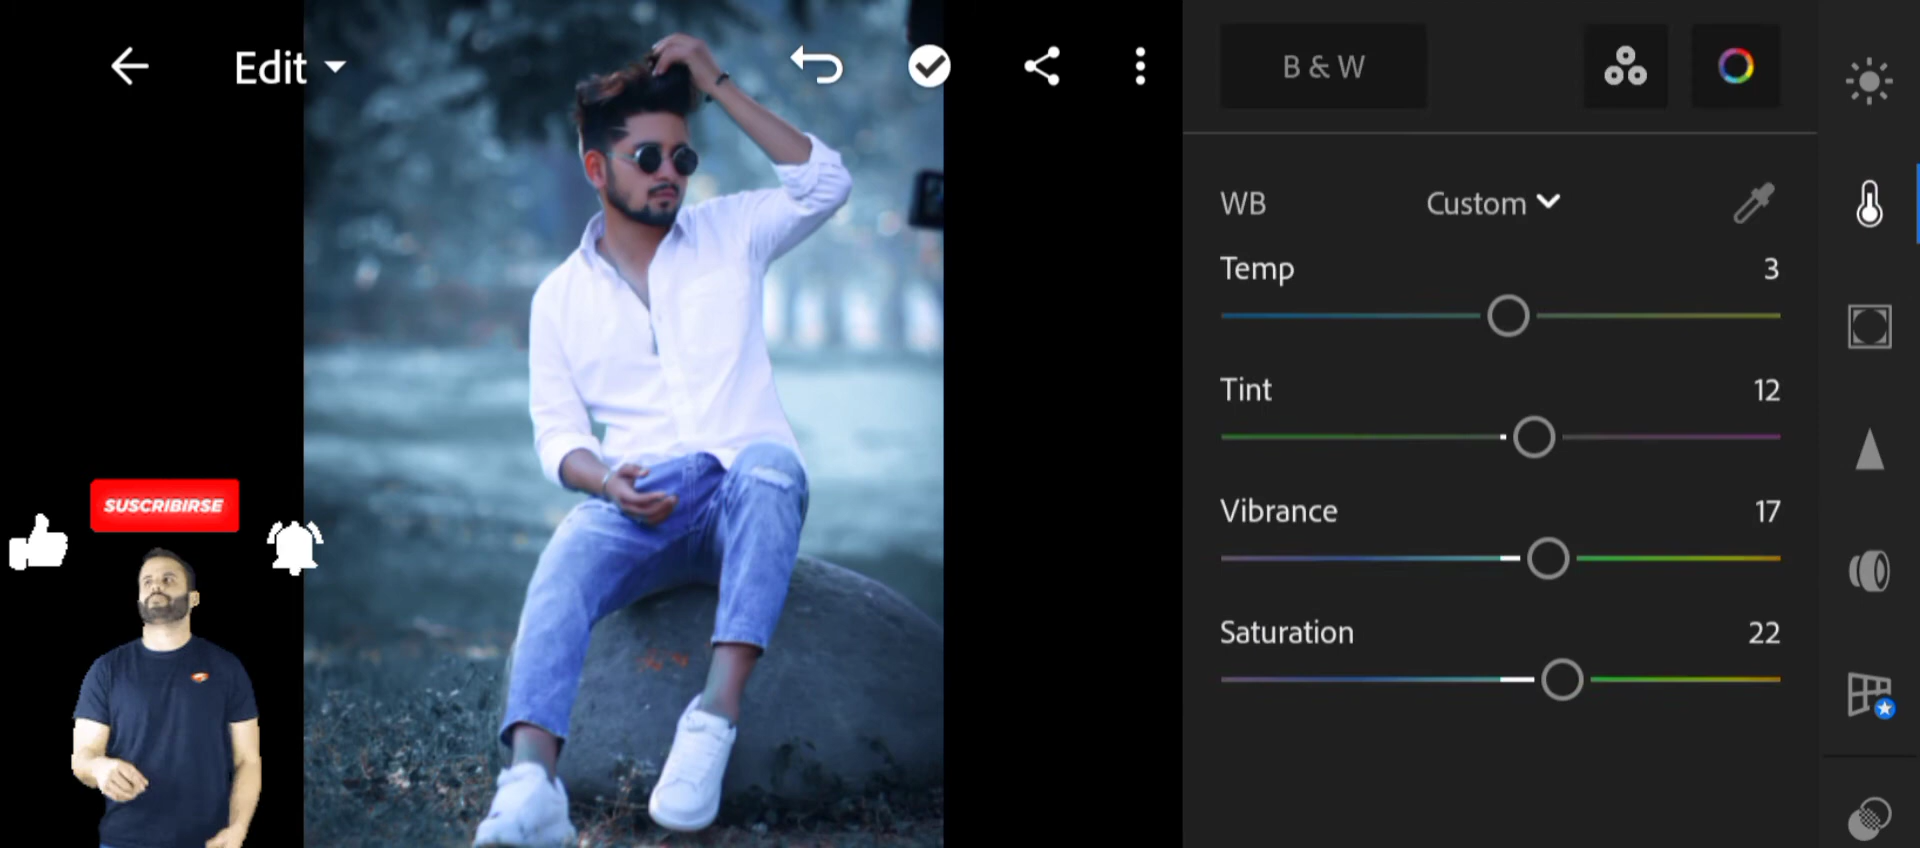 Edit
B & W
WB Custom
Temp 3
Tint 12
Vibrance 17
Saturation 22
SUSCRIBIRSE